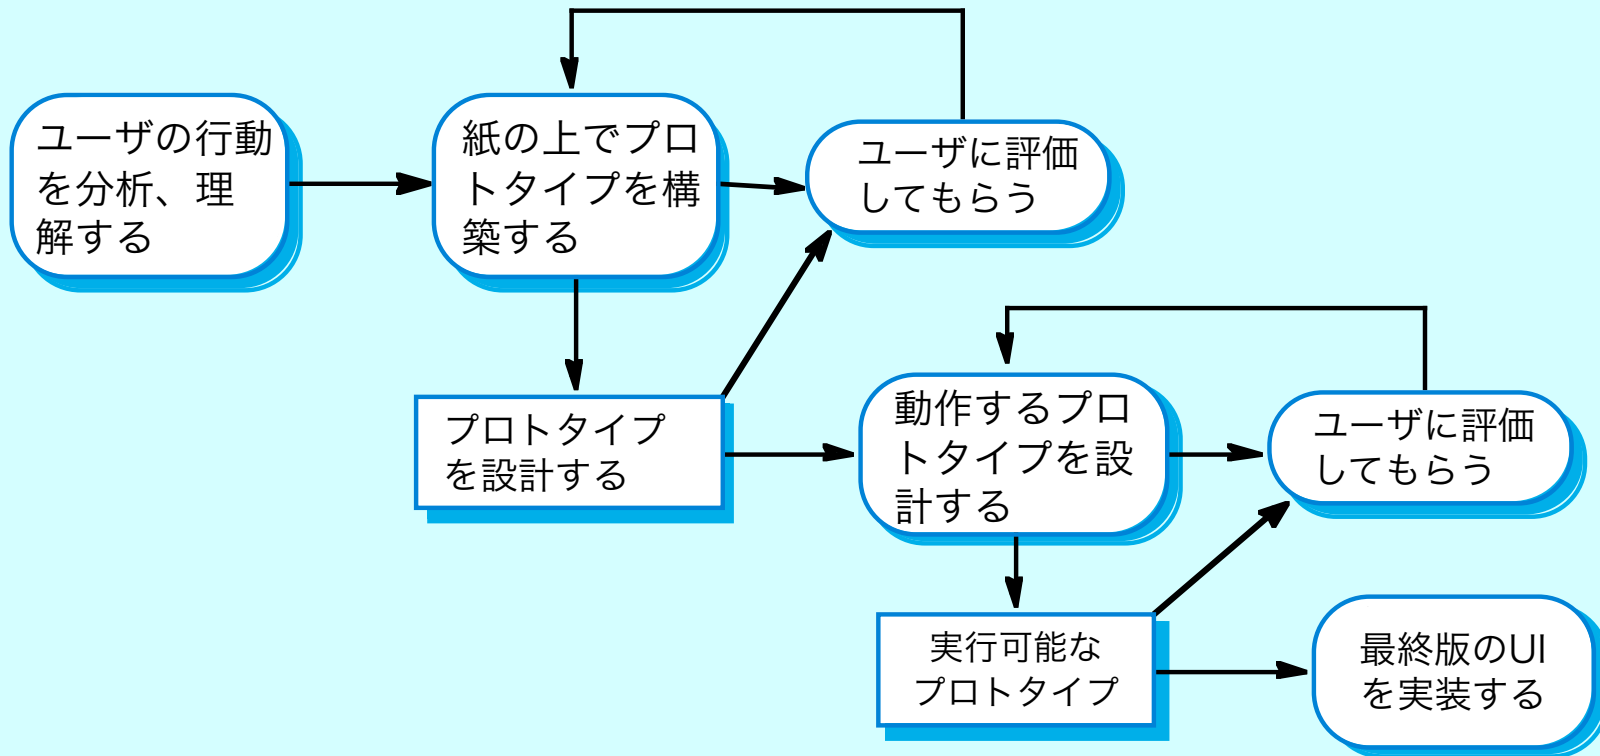 ユーザの行動
を分析、理
解する
紙の上でプロ
トタイプを構
築する
ユーザに評価
してもらう
プロトタイプ
を設計する
動作するプロ
トタイプを設
計する
ユーザに評価
してもらう
実行可能な
プロトタイプ
最終版のUI
を実装する